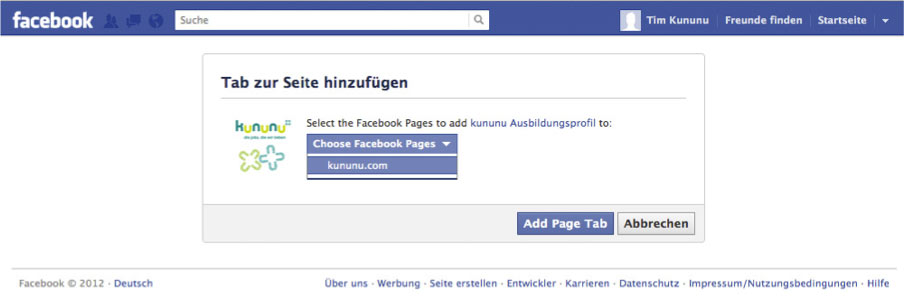 facebook Suche Tim Kununu Freunde finden Startseite
Tab zur Seite hinzufügen
kununu
Select the Facebook Pages to add kununu Ausbildungsprofil to:
Choose Facebook Pages
kununu.com
Add Page Tab Abbrechen
Facebook © 2012 · Deutsch Über uns · Werbung · Seite erstellen · Entwickler · Karrieren · Datenschutz · Impressum/Nutzungsbedingungen · Hilfe